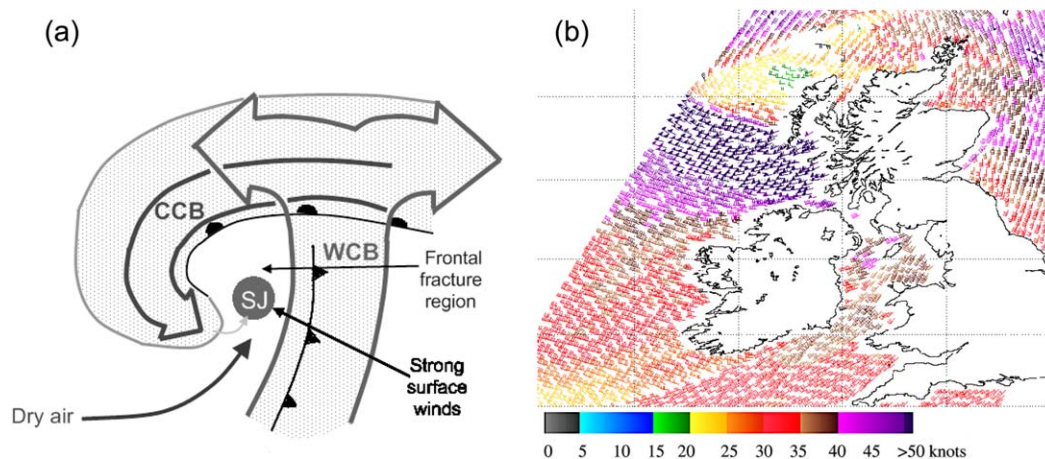 (a)
CCB
WCB
Frontal
fracture
region
SJ
Strong
surface
winds
Dry air
(b)
0 5 10 15 20 25 30 35 40 45 >50 knots